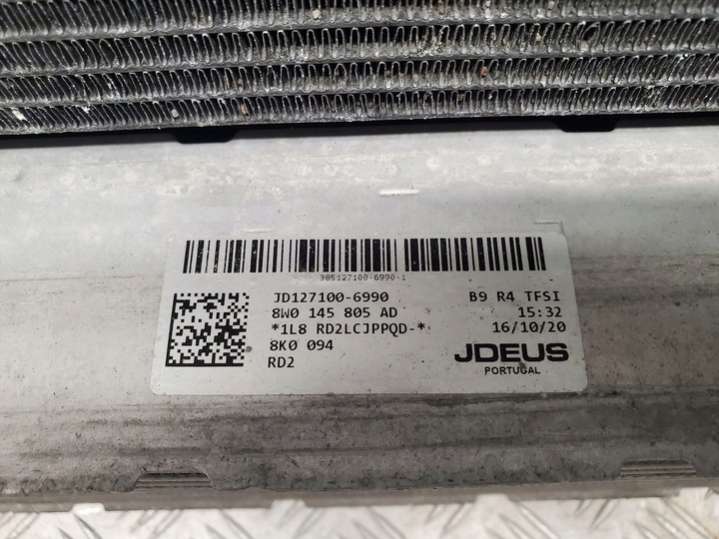 305127100-6990-1
JD127100-6990
B9 R4 TFSI
8W0 145 805 AD
15:32
*1L8 RD2LCJPPQD-*
16/10/20
8K0 094
JDEUS
RD2
PORTUGAL